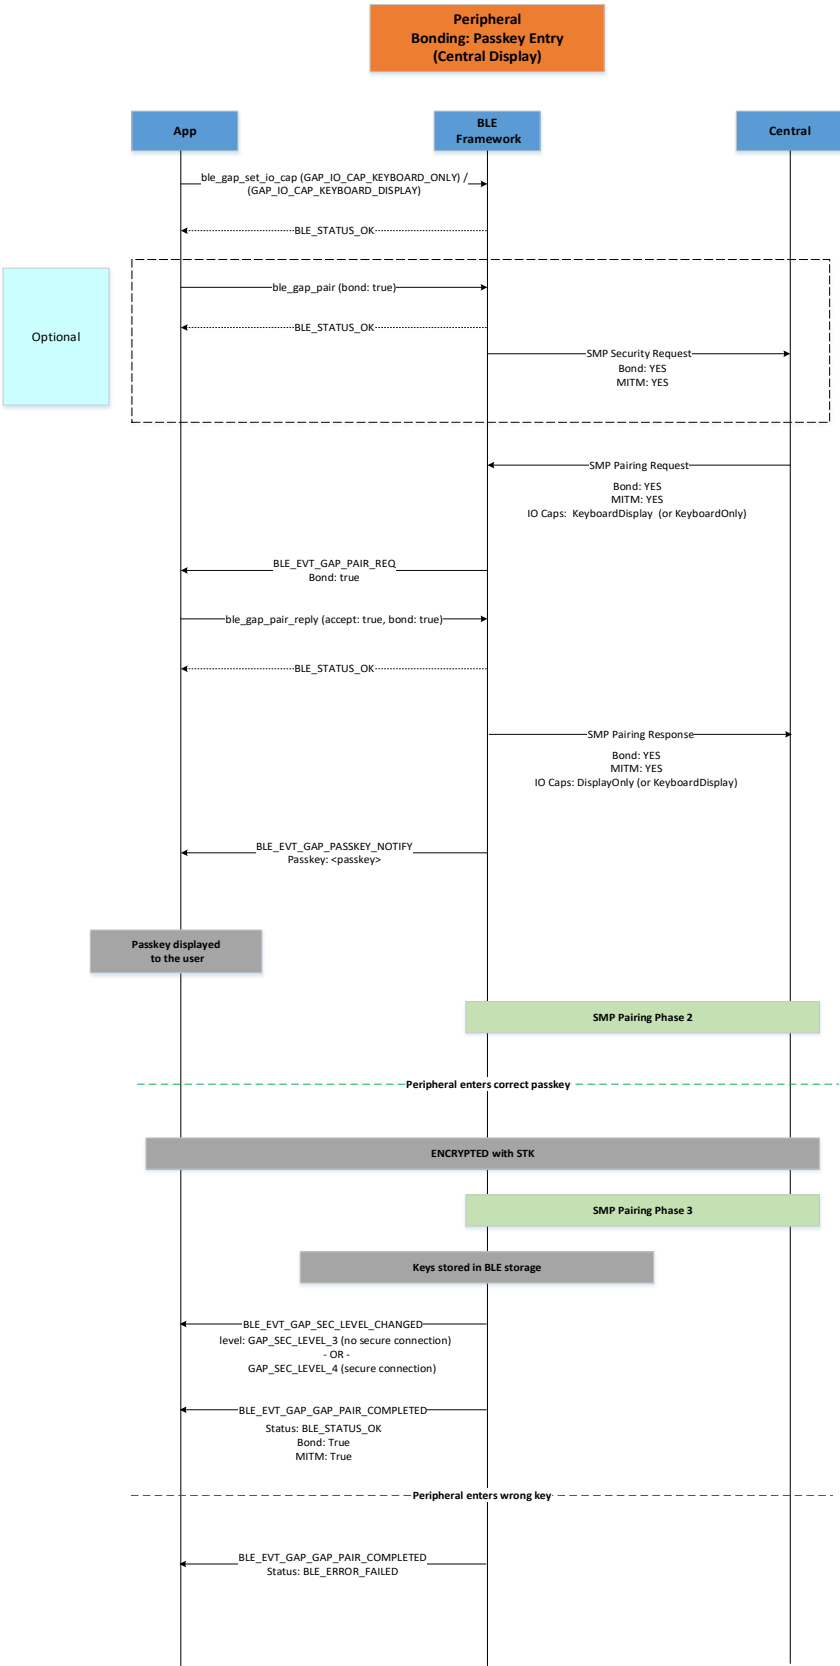 Peripheral
Bonding: Passkey Entry
(Central Display)
App
BLE
Framework
Central
ble_gap_set_io_cap (GAP_IO_CAP_KEYBOARD_ONLY) /
(GAP_IO_CAP_KEYBOARD_DISPLAY)
BLE_STATUS_OK
Optional
ble_gap_pair (bond: true)
BLE_STATUS_OK
SMP Security Request
Bond: YES
MITM: YES
SMP Pairing Request
Bond: YES
MITM: YES
IO Caps: KeyboardDisplay (or KeyboardOnly)
BLE_EVT_GAP_PAIR_REQ
Bond: true
ble_gap_pair_reply (accept: true, bond: true)
BLE_STATUS_OK
SMP Pairing Response
Bond: YES
MITM: YES
IO Caps: DisplayOnly (or KeyboardDisplay)
BLE_EVT_GAP_PASSKEY_NOTIFY
Passkey: <passkey>
Passkey displayed
to the user
SMP Pairing Phase 2
Peripheral enters correct passkey
ENCRYPTED with STK
SMP Pairing Phase 3
Keys stored in BLE storage
BLE_EVT_GAP_SEC_LEVEL_CHANGED
level: GAP_SEC_LEVEL_3 (no secure connection)
- OR -
GAP_SEC_LEVEL_4 (secure connection)
BLE_EVT_GAP_GAP_PAIR_COMPLETED
Status: BLE_STATUS_OK
Bond: True
MITM: True
Peripheral enters wrong key
BLE_EVT_GAP_GAP_PAIR_COMPLETED
Status: BLE_ERROR_FAILED